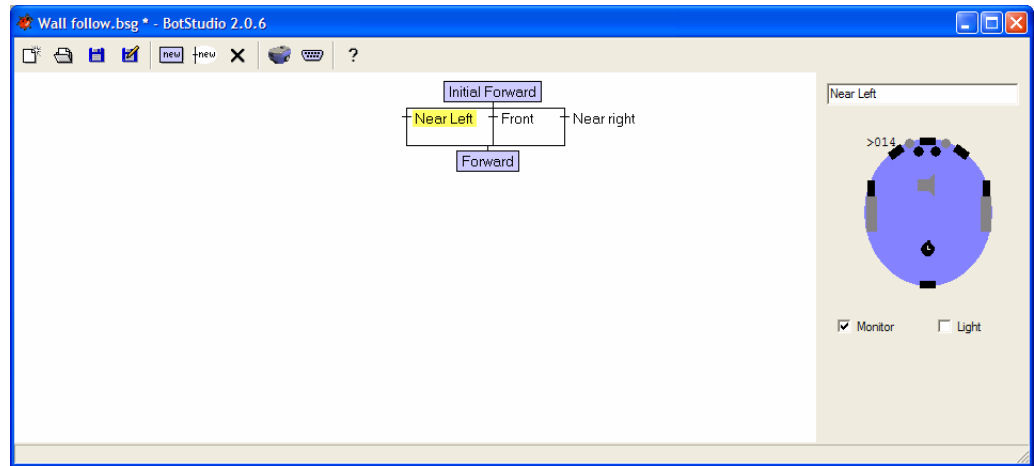 Wall follow.bsg * - BotStudio 2.0.6
new new ?
Initial Forward
Near Left Front Near right
Forward
Near Left
>014
Monitor Light